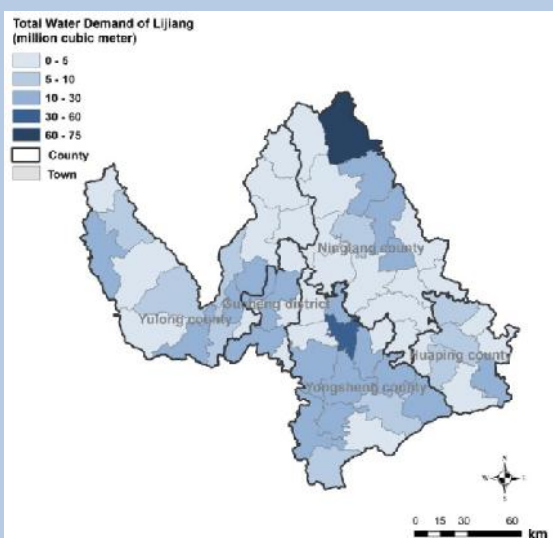 Total Water Demand of Lijiang
(million cubic meter)
0 - 5
5 - 10
10 - 30
30 - 60
60 - 75
County
Town
Ninglang county
Gucheng district
Yulong county
Huaping county
Yongsheng county
N
W
E
S
0 15 30 60
km